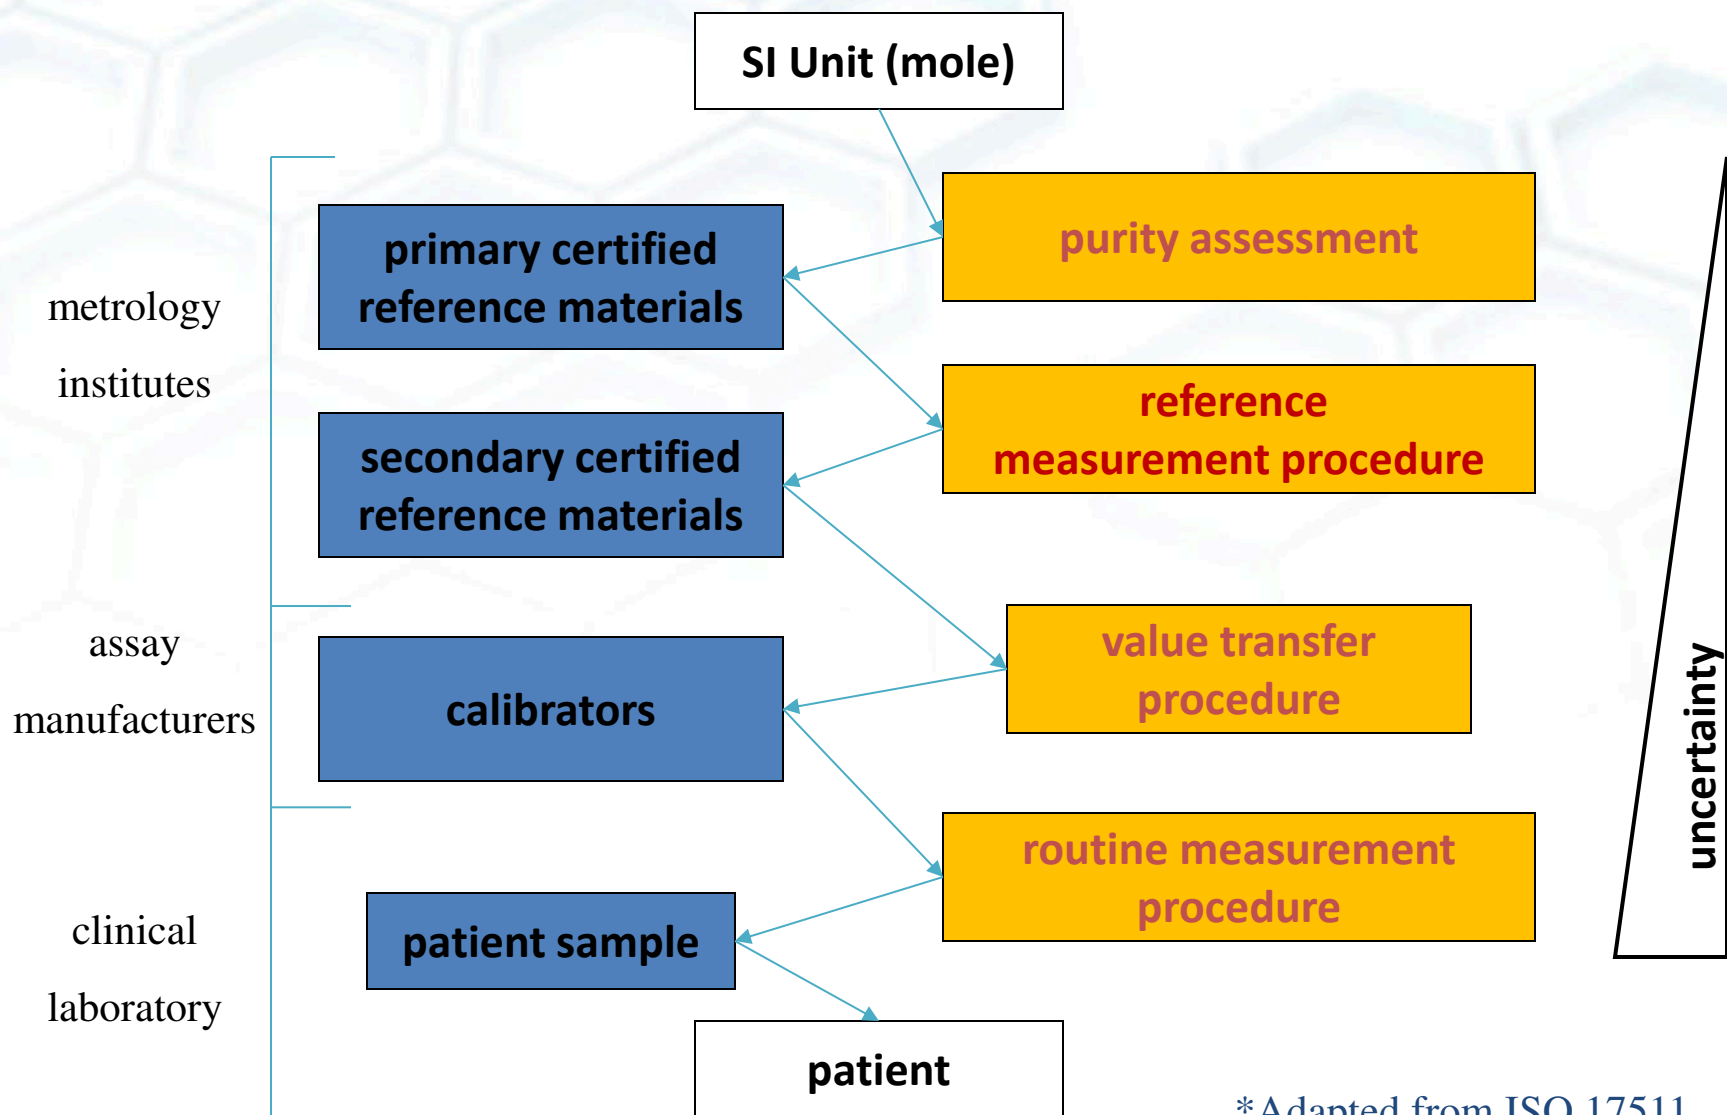 SI Unit (mole)
purity assessment
primary certified
reference materials
metrology
institutes
reference
measurement procedure
secondary certified
reference materials
assay
manufacturers
value transfer
procedure
calibrators
uncertainty
routine measurement
procedure
clinical
laboratory
patient sample
patient
*Adapted from ISO 17511